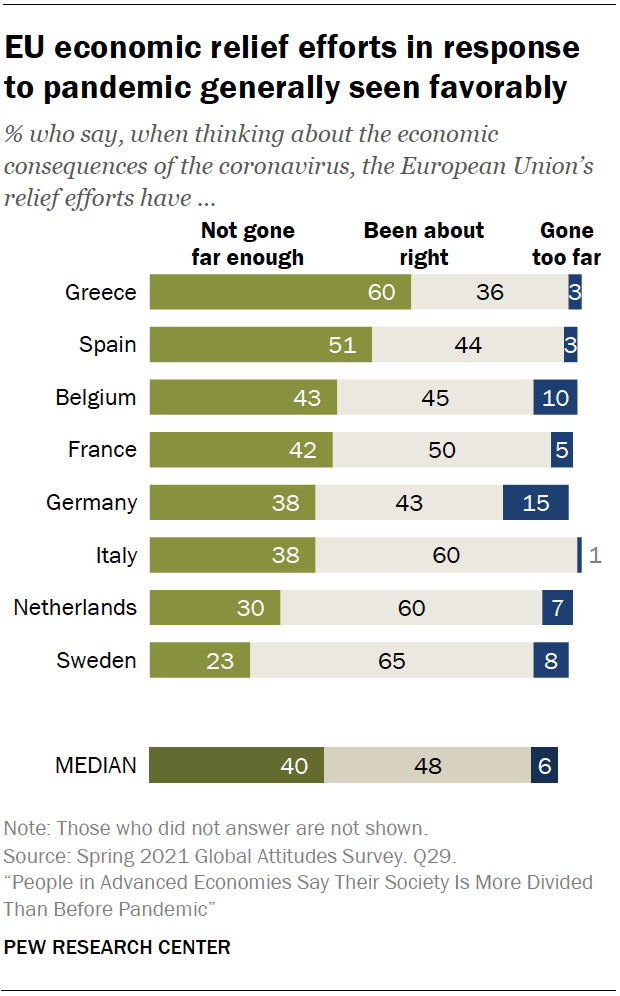 EU economic relief efforts in response
to pandemic generally seen favorably
% who say, when thinking about the economic
consequences of the coronavirus, the European Union's
relief efforts have ...
Not gone far enough Been about right Gone too far
Greece 60 36 3
Spain 51 44 3
Belgium 43 45 10
France 42 50 5
Germany 38 43 15
Italy 38 60 1
Netherlands 30 60 7
Sweden 23 65 8
MEDIAN 40 48 6
Note: Those who did not answer are not shown.
Source: Spring 2021 Global Attitudes Survey. Q29.
“People in Advanced Economies Say Their Society Is More Divided
Than Before Pandemic”
PEW RESEARCH CENTER